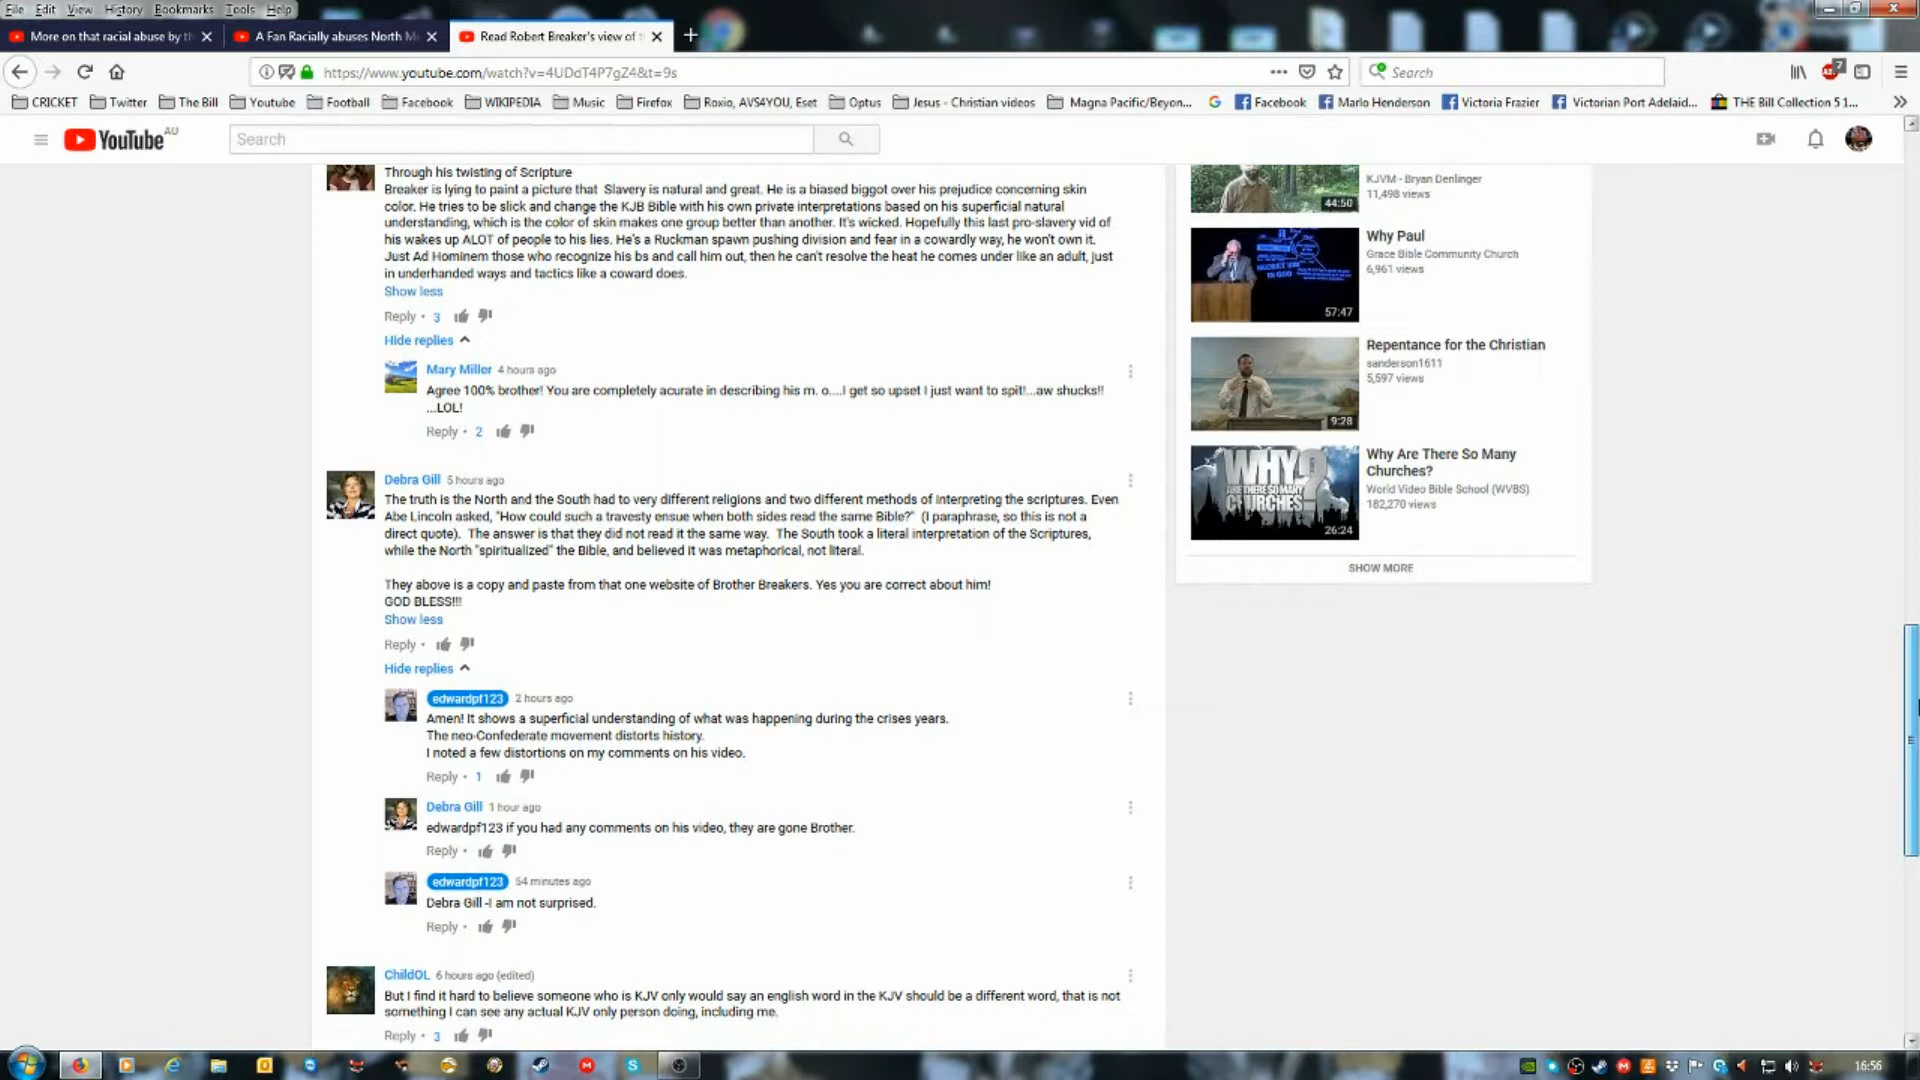 File Edit View History Bookmarks Tools Help
More on that racial abuse by t
A Fan Racially abuses North M
Read Robert Breaker's view of
https://www.youtube.com/watch?v=4UDdT4P7gZ4&t=9s
Search
CRICKET Twitter The Bill Youtube Football Facebook WIKIPEDIA Music Firefox Roxio, AVS4YOU, Eset Optus Jesus - Christian videos Magna Pacific/Beyon... Facebook Marlo Henderson Victoria Frazier Victorian Port Adelaid... THE Bill Collection 5 1...
YouTube AU
Search
Through his twisting of Scripture
Breaker is lying to paint a picture that Slavery is natural and great. He is a biased biggot over his prejudice concerning skin
color. He tries to be slick and change the KJB Bible with his own private interpretations based on his superficial natural
understanding, which is the color of skin makes one group better than another. It's wicked. Hopefully this last pro-slavery vid of
his wakes up ALOT of people to his lies. He's a Ruckman spawn pushing division and fear in a cowardly way, he won't own it.
Just Ad Hominem those who recognize his bs and call him out, then he can't resolve the heat he comes under like an adult, just
in underhanded ways and tactics like a coward does.
Show less
Reply • 3
Hide replies
Mary Miller 4 hours ago
Agree 100% brother! You are completely acurate in describing his m. o....I get so upset I just want to spit!...aw shucks!!
...LOL!
Reply • 2
Debra Gill 5 hours ago
The truth is the North and the South had to very different religions and two different methods of interpreting the scriptures. Even
Abe Lincoln asked, "How could such a travesty ensue when both sides read the same Bible?" (I paraphrase, so this is not a
direct quote). The answer is that they did not read it the same way. The South took a literal interpretation of the Scriptures,
while the North "spiritualized" the Bible, and believed it was metaphorical, not literal.
They above is a copy and paste from that one website of Brother Breakers. Yes you are correct about him!
GOD BLESS!!!
Show less
Reply •
Hide replies
edwardpf123 2 hours ago
Amen! It shows a superficial understanding of what was happening during the crises years.
The neo-Confederate movement distorts history.
I noted a few distortions on my comments on his video.
Reply • 1
Debra Gill 1 hour ago
edwardpf123 if you had any comments on his video, they are gone Brother.
Reply •
edwardpf123 54 minutes ago
Debra Gill -I am not surprised.
Reply •
ChildOL 6 hours ago (edited)
But I find it hard to believe someone who is KJV only would say an english word in the KJV should be a different word, that is not
something I can see any actual KJV only person doing, including me.
Reply • 3
KJVM - Bryan Denlinger
11,498 views
44:50
Why Paul
Grace Bible Community Church
6,961 views
57:47
Repentance for the Christian
sanderson1611
5,597 views
9:28
WHY?
ARE THERE SO MANY
CHURCHES?
26:24
Why Are There So Many
Churches?
World Video Bible School (WVBS)
182,270 views
SHOW MORE
16:56